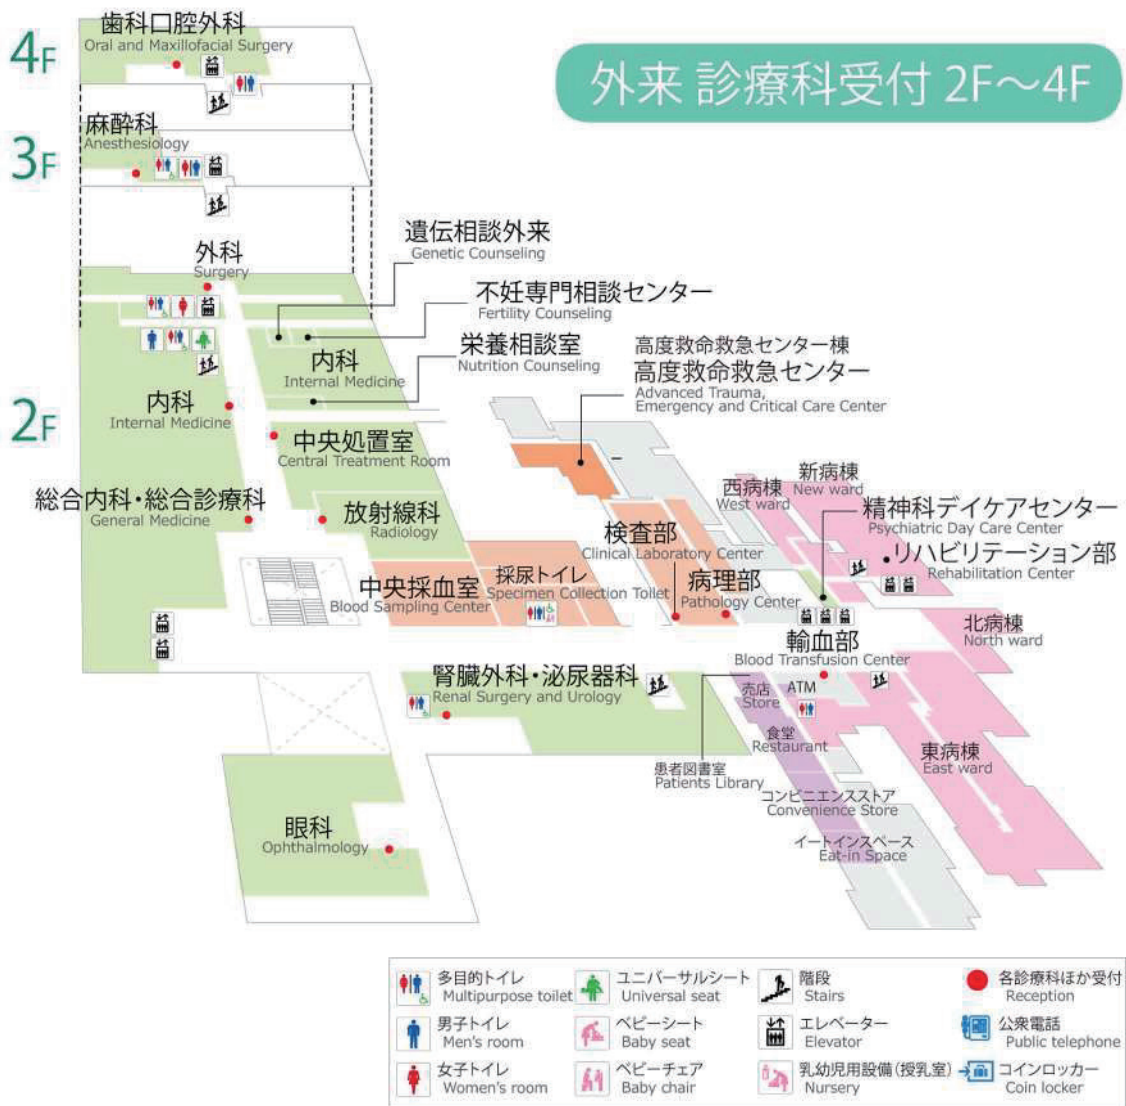 外来 診療科受付 2F～4F
4F
歯科口腔外科
Oral and Maxillofacial Surgery
3F
麻酔科
Anesthesiology
2F
外科
Surgery
遺伝相談外来
Genetic Counseling
不妊専門相談センター
Fertility Counseling
栄養相談室
Nutrition Counseling
内科
Internal Medicine
内科
Internal Medicine
中央処置室
Central Treatment Room
総合内科・総合診療科
General Medicine
放射線科
Radiology
高度救命救急センター棟
高度救命救急センター
Advanced Trauma,
Emergency and Critical Care Center
西病棟
West ward
新病棟
New ward
精神科デイケアセンター
Psychiatric Day Care Center
リハビリテーション部
Rehabilitation Center
検査部
Clinical Laboratory Center
病理部
Pathology Center
中央採血室
Blood Sampling Center
採尿トイレ
Specimen Collection Toilet
北病棟
North ward
輸血部
Blood Transfusion Center
腎臓外科・泌尿器科
Renal Surgery and Urology
売店
Store
ATM
食堂
Restaurant
患者図書室
Patients Library
東病棟
East ward
コンビニエンスストア
Convenience Store
イートインスペース
Eat-in Space
眼科
Ophthalmology
多目的トイレ
Multipurpose toilet
ユニバーサルシート
Universal seat
階段
Stairs
各診療科ほか受付
Reception
男子トイレ
Men's room
ベビーシート
Baby seat
エレベーター
Elevator
公衆電話
Public telephone
女子トイレ
Women's room
ベビーチェア
Baby chair
乳幼児用設備(授乳室)
Nursery
コインロッカー
Coin locker